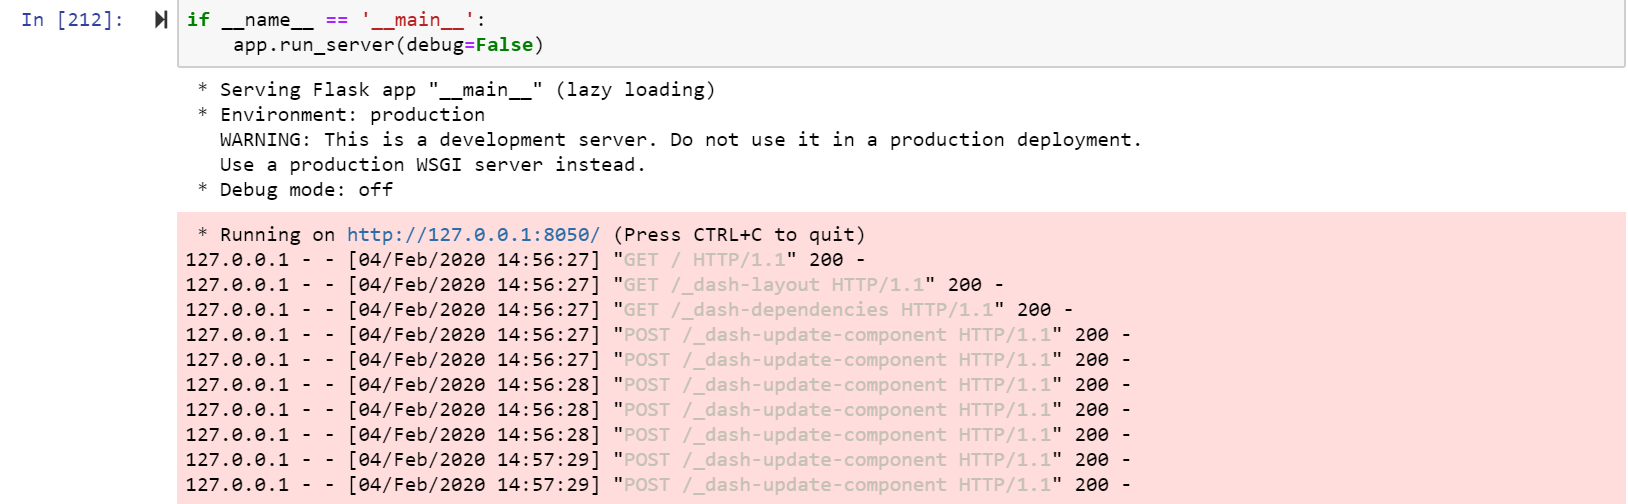 In [212]: if __name__ == '__main__':
app.run_server(debug=False)
* Serving Flask app "__main__" (lazy loading)
* Environment: production
WARNING: This is a development server. Do not use it in a production deployment.
Use a production WSGI server instead.
* Debug mode: off
* Running on http://127.0.0.1:8050/ (Press CTRL+C to quit)
127.0.0.1 - - [04/Feb/2020 14:56:27] "GET / HTTP/1.1" 200 -
127.0.0.1 - - [04/Feb/2020 14:56:27] "GET /_dash-layout HTTP/1.1" 200 -
127.0.0.1 - - [04/Feb/2020 14:56:27] "GET /_dash-dependencies HTTP/1.1" 200 -
127.0.0.1 - - [04/Feb/2020 14:56:27] "POST /_dash-update-component HTTP/1.1" 200 -
127.0.0.1 - - [04/Feb/2020 14:56:27] "POST /_dash-update-component HTTP/1.1" 200 -
127.0.0.1 - - [04/Feb/2020 14:56:28] "POST /_dash-update-component HTTP/1.1" 200 -
127.0.0.1 - - [04/Feb/2020 14:56:28] "POST /_dash-update-component HTTP/1.1" 200 -
127.0.0.1 - - [04/Feb/2020 14:56:28] "POST /_dash-update-component HTTP/1.1" 200 -
127.0.0.1 - - [04/Feb/2020 14:57:29] "POST /_dash-update-component HTTP/1.1" 200 -
127.0.0.1 - - [04/Feb/2020 14:57:29] "POST /_dash-update-component HTTP/1.1" 200 -